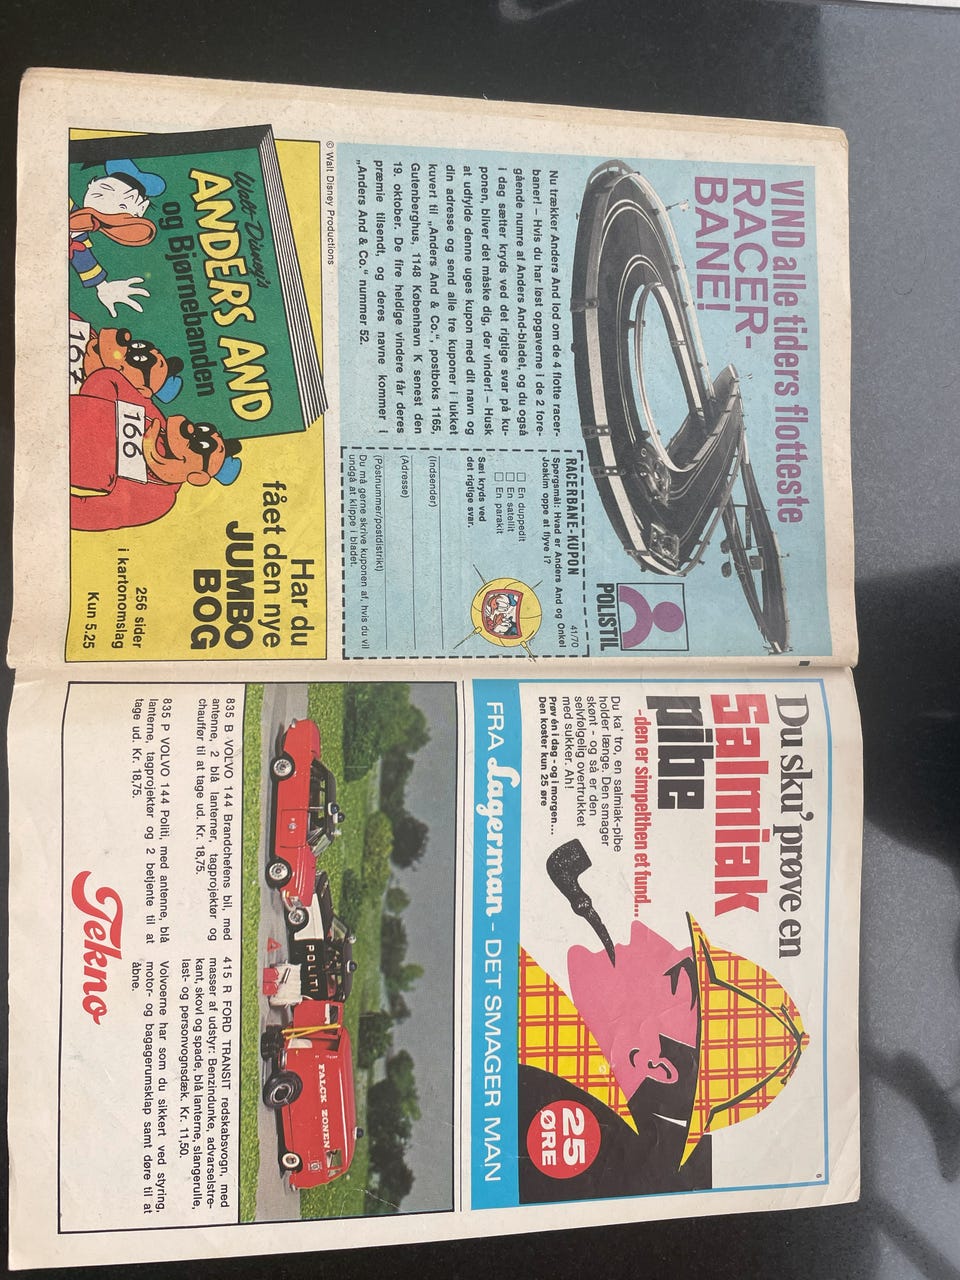 VIND alle tiders flotteste
RACER-
BANE!
Nu trækker Anders And lod om de 4 flotte racer-
baner! – Hvis du har løst opgaverne i de 2 fore-
gående numre af Anders And-bladet, og du også
i dag sætter kryds ved det rigtige svar på ku-
ponen, bliver det måske dig, der vinder! – Husk
at udfylde denne uges kupon med dit navn og
din adresse og send alle tre kuponer i lukket
kuvert til „Anders And & Co.", postboks 1165,
Gutenberghus, 1148 København K senest den
19. oktober. De fire heldige vindere får deres
præmie tilsendt, og deres navne kommer i
„Anders And & Co." nummer 52.
POLISTIL
RACERBANE-KUPON 41/70
Spørgsmål: Hvad er Anders And og Onkel
Joakim oppe at flyve i?
En duppedit
En satellit
En parakit
Sæt kryds ved
det rigtige svar.
(Indsender)
(Adresse)
(Postnummer/postdistrikt)
Du må gerne skrive kuponen af, hvis du vil
undgå at klippe i bladet.
© Walt Disney Productions
Walt Disney's
ANDERS AND
og Bjørnebanden
167
166
Har du
fået den nye
JUMBO
BOG
256 sider
i kartonomslag
Kun 5.25
Du sku' prøve en
salmiak
pibe
-den er simpelthen et fund...
Du ka' tro, en salmiak-pibe
holder længe. Den smager
skønt - og så er den
selvfølgelig overtrukket
med sukker. Ah!
Prøv én i dag - og i morgen...
Den koster kun 25 øre
25
ØRE
FRA Lagerman - DET SMAGER MAN
POLITI
FALCK ZONEN
835 B VOLVO 144 Brandchefens bil, med
antenne, 2 blå lanterner, tagprojektør og
chauffør til at tage ud. Kr. 18,75.
835 P VOLVO 144 Politi, med antenne, blå
lanterne, tagprojektør og 2 betjente til at
tage ud. Kr. 18,75.
415 R FORD TRANSIT redskabsvogn, med
masser af udstyr: Benzindunke, advarselstre-
kant, skovl og spade, blå lanterne, slangerulle,
last- og personvognsdæk. Kr. 11,50.
Volvoerne har som du sikkert ved styring,
motor- og bagagerumsklap samt døre til at
åbne.
Tekno